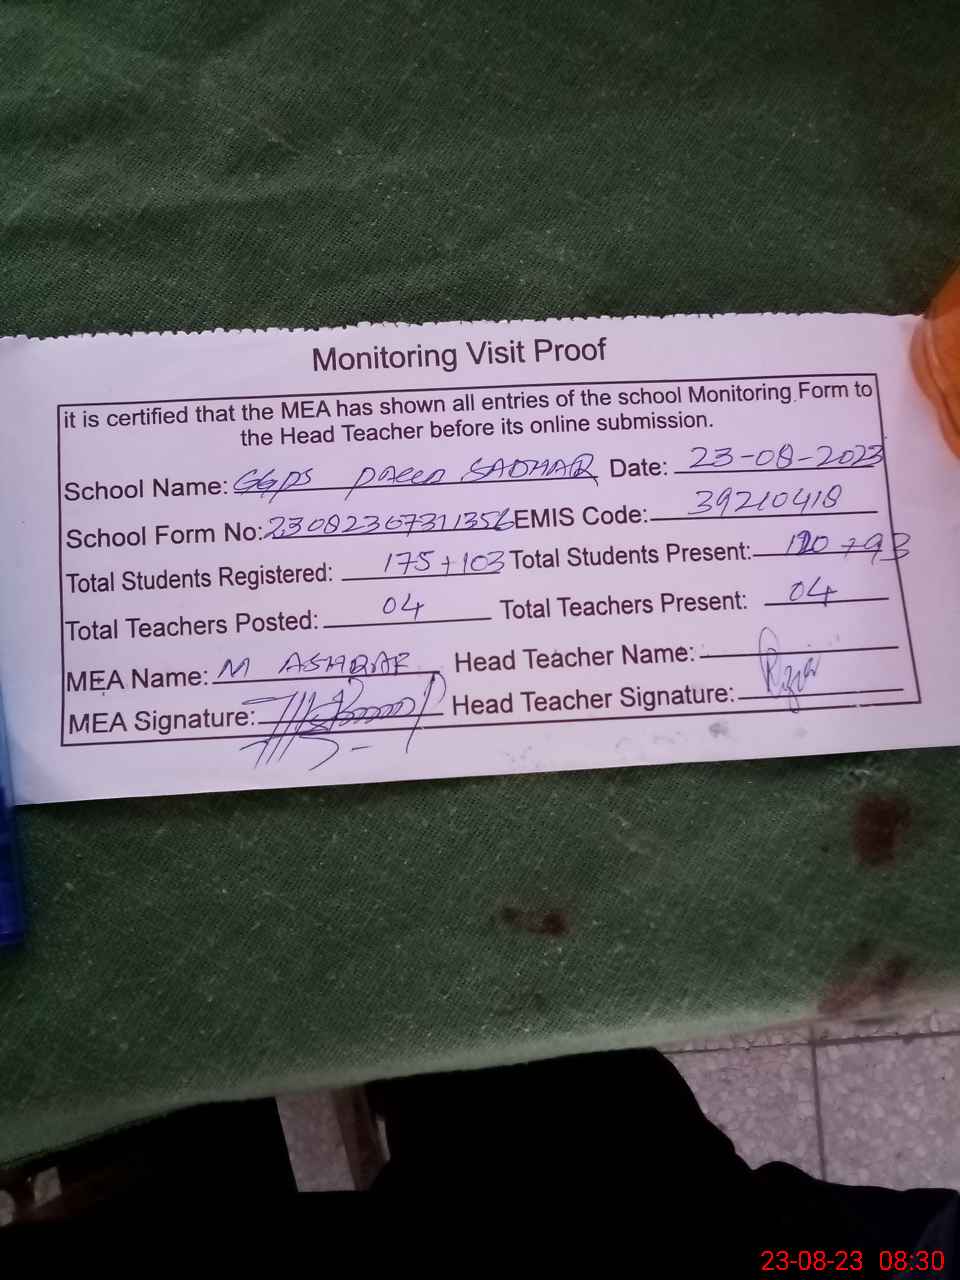 Monitoring Visit Proof
it is certified that the MEA has shown all entries of the school Monitoring Form to
the Head Teacher before its online submission.
School Name: GGPS SADHAR Date: 23-08-2023
School Form No: EMIS Code: 39210418
Total Students Registered: 175+103 Total Students Present: 120+93
Total Teachers Posted: 04 Total Teachers Present: 04
MEA Name: M ASHRAF Head Teacher Name:
MEA Signature: Head Teacher Signature:
23-08-23 08:30